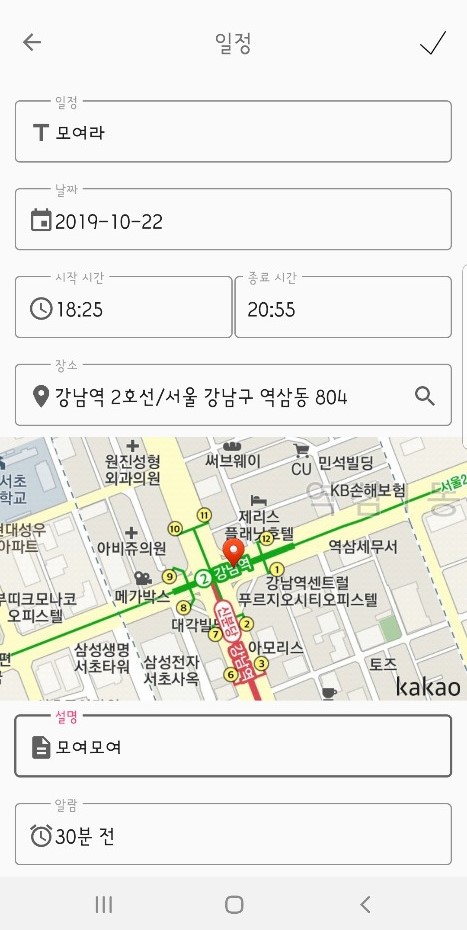 일정
일정
모여라
날짜
2019-10-22
시작 시간
종료 시간
18:25
20:55
장소
강남역 2호선/서울 강남구 역삼동 804
원진성형
외과의원
써브웨이
CU
민석빌딩
서초
학교
KB손해보험
서울2
제리스
플래닛호텔
11
10
12
현대성우
아파트
아비쥬의원
역삼세무서
2
강남역
1
9
메가박스
8
강남역센트럴
푸르지오시티오피스텔
부띠크모나코
오피스텔
대각빌딩
신분당
강남역
2
7
아모리스
3
6
삼성생명
서초타워
삼성전자
서초사옥
토즈
kakao
설명
모여모여
알람
30분 전